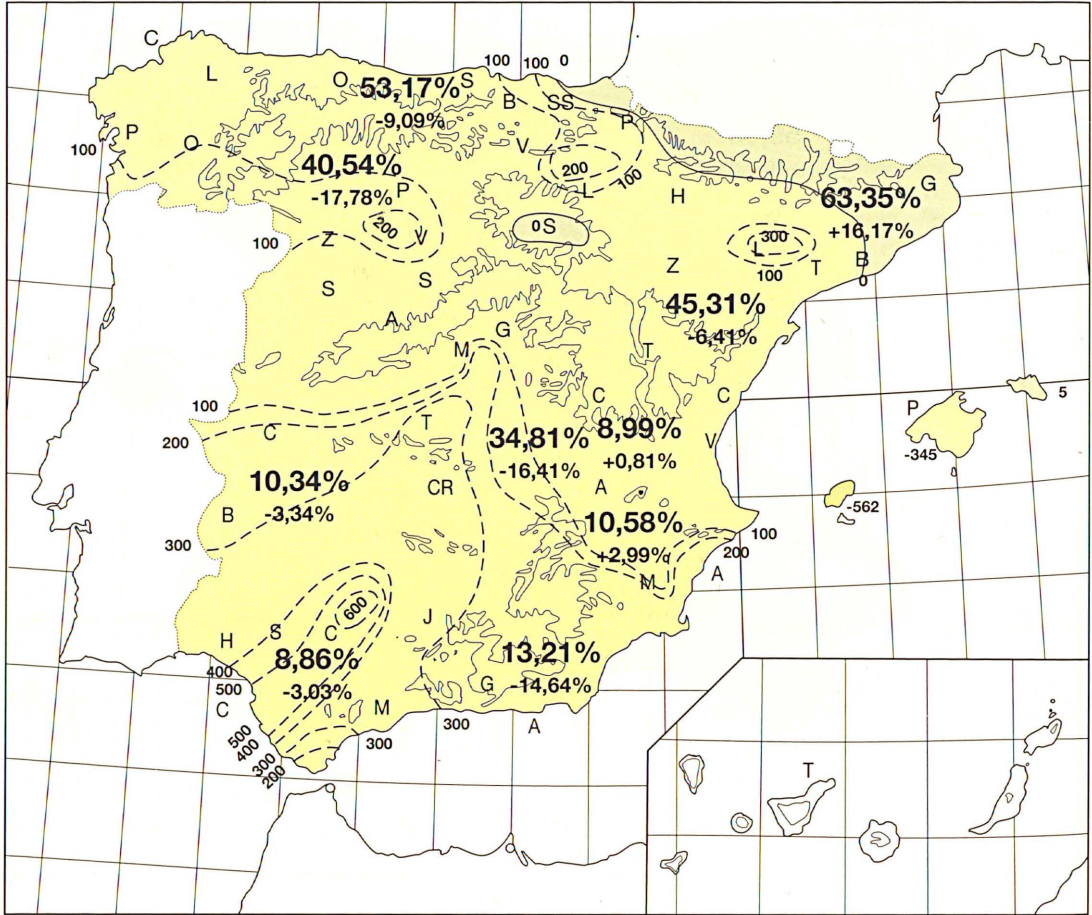 C
100 100 0
L O 53,17% S
B SS
-9,09%
P P
100 O V
40,54% 200
-17,78% P L 100
H 63,35% G
200 V 0 S +16,17%
100 Z 300
L B
Z 100 T 0
S S
45,31%
A G -6,41%
M T
5
100 C C P
200 C T 34,81% 8,99% V -345
-16,41% +0,81%
10,34% CR A
-3,34% -562
B 10,58%
300 +2,99% 100
200
M A
600
H S C J
8,86% 13,21%
400 -3,03% G -14,64%
500
C M 300 A
500 300
400
300
200
T